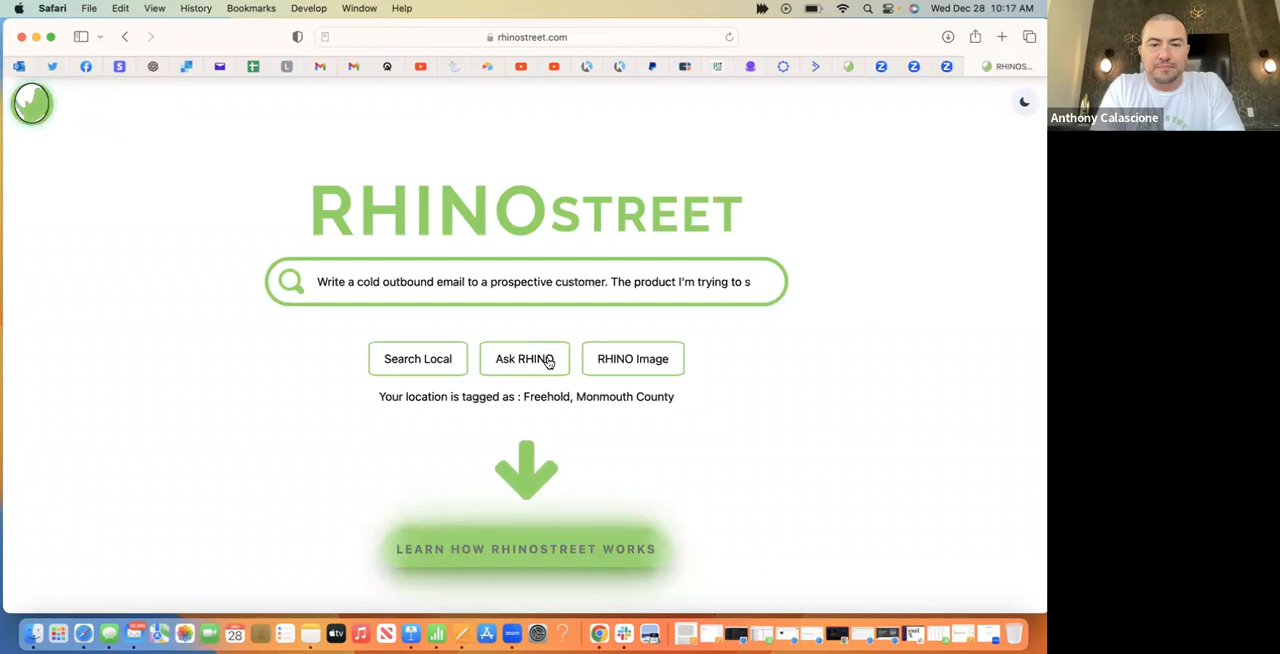 Safari File Edit View History Bookmarks Develop Window Help Wed Dec 28 10:17 AM
rhinostreet.com
RHINOS...
Anthony Calascione
RHINOSTREET
Write a cold outbound email to a prospective customer. The product I'm trying to s
Search Local Ask RHINO RHINO Image
Your location is tagged as : Freehold, Monmouth County
LEARN HOW RHINOSTREET WORKS